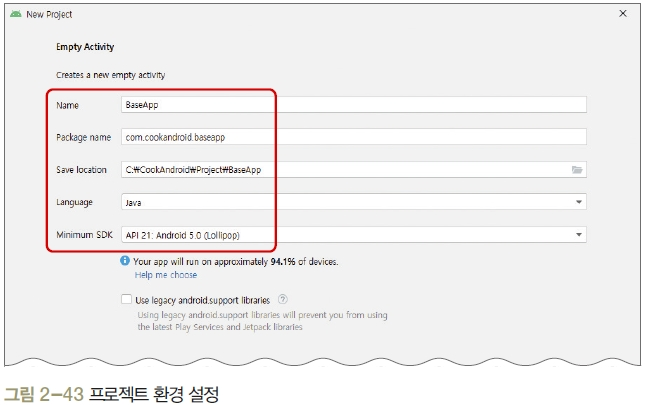 New Project
Empty Activity
Creates a new empty activity
Name BaseApp
Package name com.cookandroid.baseapp
Save location C:₩CookAndroid₩Project₩BaseApp
Language Java
Minimum SDK API 21: Android 5.0 (Lollipop)
Your app will run on approximately 94.1% of devices.
Help me choose
Use legacy android.support libraries ?
Using legacy android.support libraries will prevent you from using
the latest Play Services and Jetpack libraries
그림 2-43 프로젝트 환경 설정